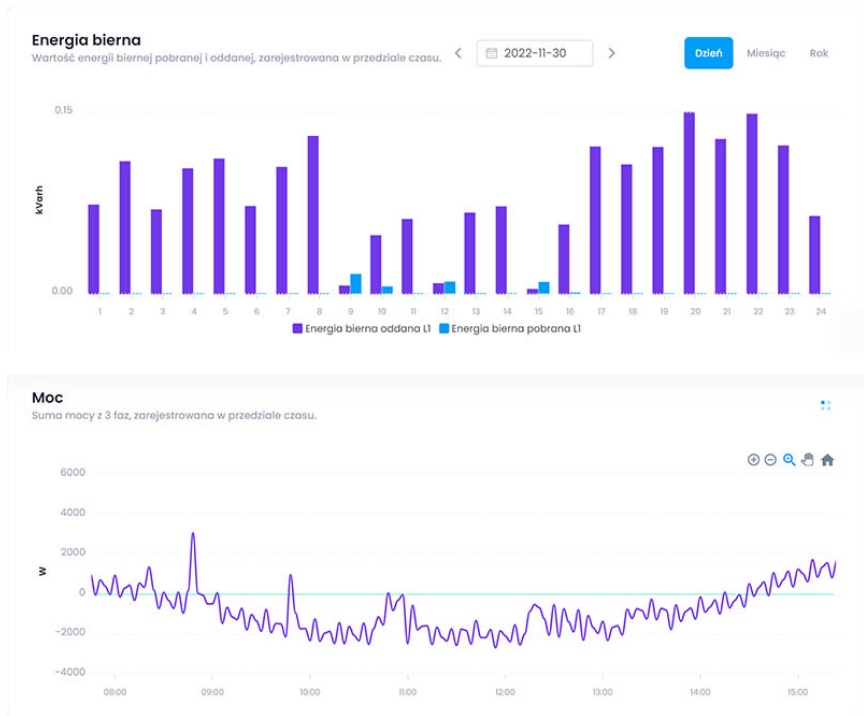 Energia bierna
Wartość energii biernej pobranej i oddanej, zarejestrowana w przedziale czasu.
2022-11-30
Dzień Miesiąc Rok
0.15
kVarh
0.00
1 2 3 4 5 6 7 8 9 10 11 12 13 14 15 16 17 18 19 20 21 22 23 24
Energia bierna oddana L1 Energia bierna pobrana L1
Moc
Suma mocy z 3 faz, zarejestrowana w przedziale czasu.
6000
4000
2000
W
0
-2000
-4000
08:00 09:00 10:00 11:00 12:00 13:00 14:00 15:00